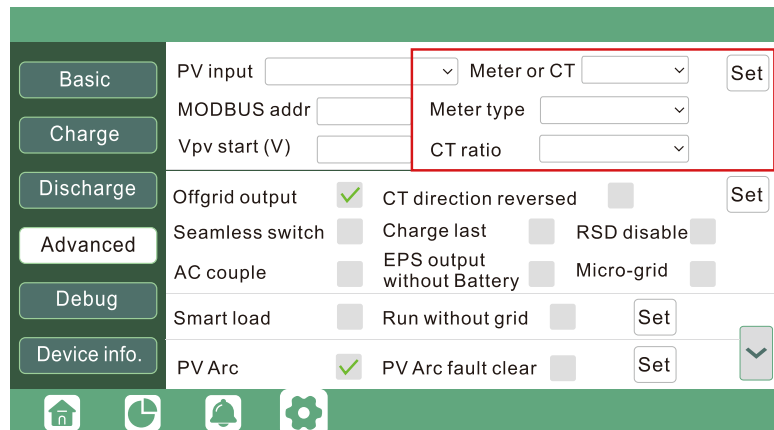 Basic
Charge
Discharge
Advanced
Debug
Device info.
PV input
Meter or CT
Set
MODBUS addr
Meter type
Vpv start (V)
CT ratio
Offgrid output
CT direction reversed
Set
Seamless switch
Charge last
RSD disable
AC couple
EPS output
without Battery
Micro-grid
Smart load
Run without grid
Set
PV Arc
PV Arc fault clear
Set